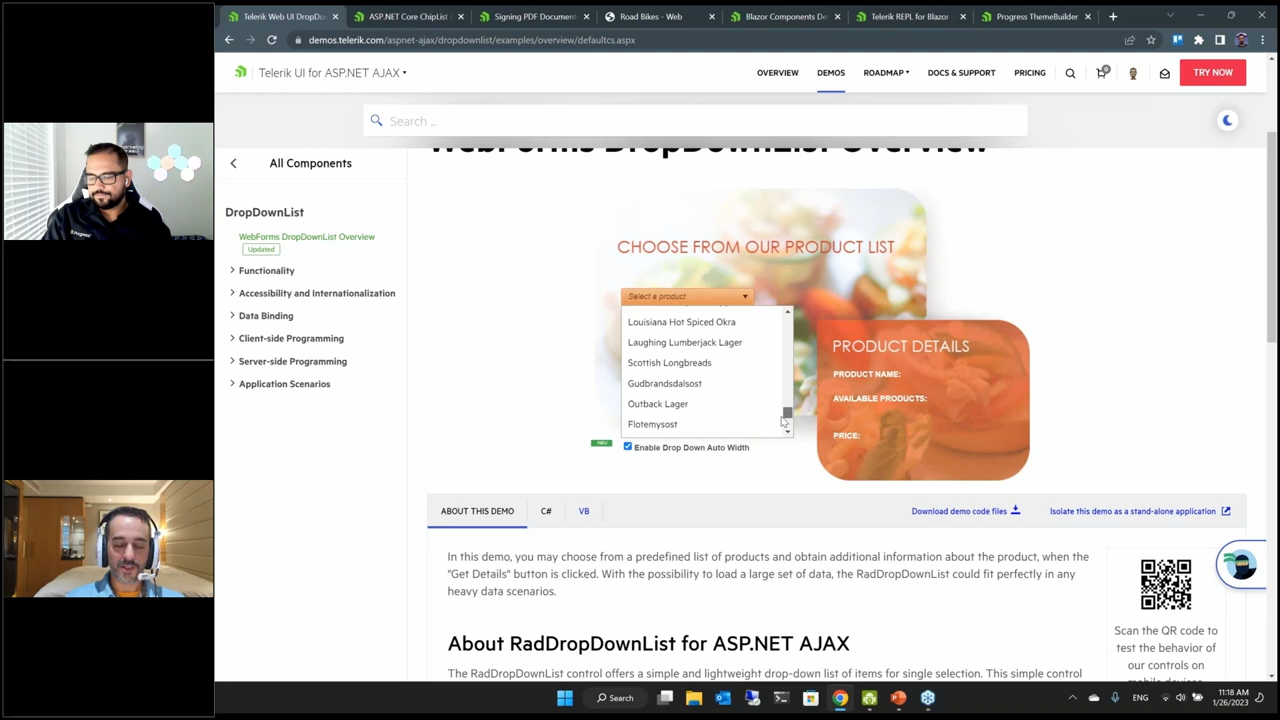 Telerik Web UI DropDo
ASP.NET Core ChipList
Signing PDF Document
Road Bikes - Web
Blazor Components De
Telerik REPL for Blazor
Progress ThemeBuilder
demos.telerik.com/aspnet-ajax/dropdownlist/examples/overview/defaultcs.aspx
Telerik UI for ASP.NET AJAX
OVERVIEW
DEMOS
ROADMAP
DOCS & SUPPORT
PRICING
TRY NOW
Search ...
All Components
WebForms DropDownList Overview
DropDownList
WebForms DropDownList Overview
Updated
Functionality
Accessibility and Internationalization
Data Binding
Client-side Programming
Server-side Programming
Application Scenarios
CHOOSE FROM OUR PRODUCT LIST
Select a product
Louisiana Hot Spiced Okra
Laughing Lumberjack Lager
Scottish Longbreads
Gudbrandsdalsost
Outback Lager
Flotemysost
Enable Drop Down Auto Width
PRODUCT DETAILS
PRODUCT NAME:
AVAILABLE PRODUCTS:
PRICE:
ABOUT THIS DEMO
C#
VB
Download demo code files
Isolate this demo as a stand-alone application
In this demo, you may choose from a predefined list of products and obtain additional information about the product, when the
"Get Details" button is clicked. With the possibility to load a large set of data, the RadDropDownList could fit perfectly in any
heavy data scenarios.
About RadDropDownList for ASP.NET AJAX
The RadDropDownList control offers a simple and lightweight drop-down list of items for single selection. This simple control
Scan the QR code to
test the behavior of
our controls on
Search
ENG
11:18 AM
1/26/2023